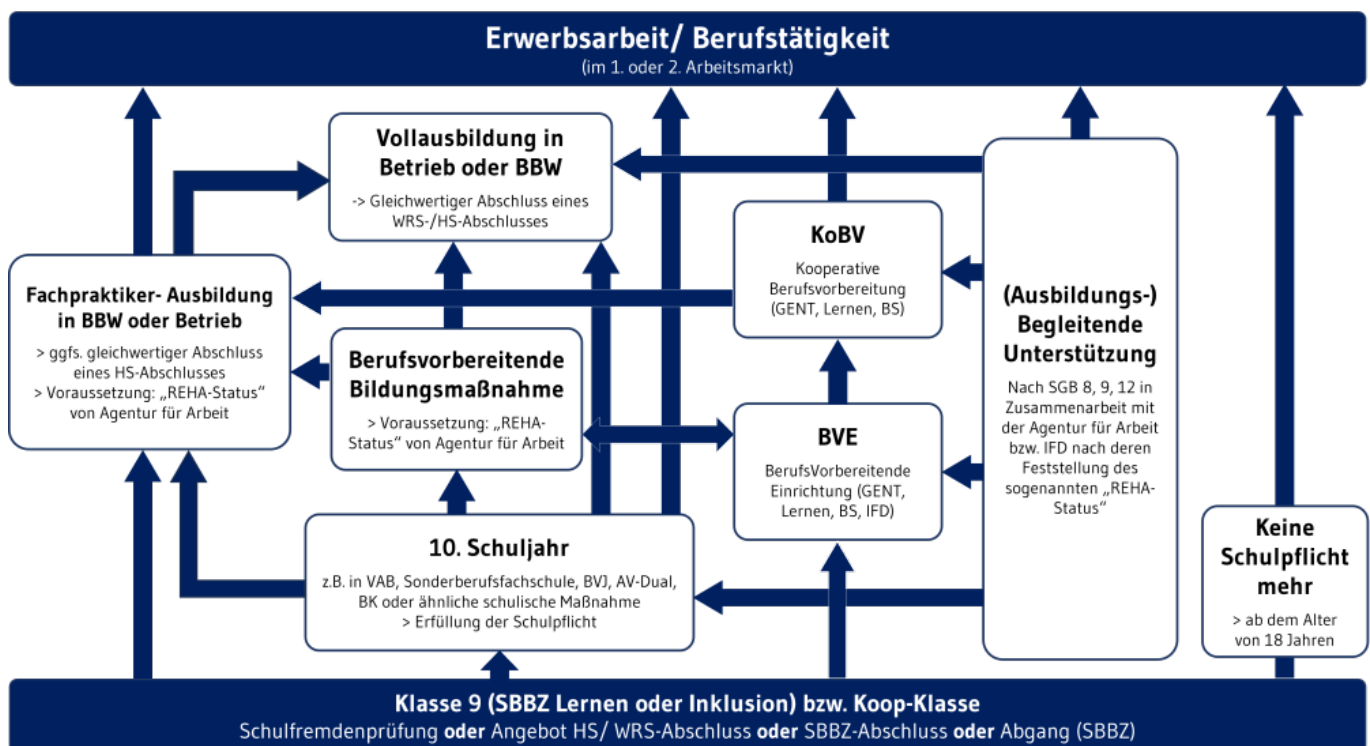 Erwerbsarbeit/ Berufstätigkeit
(im 1. oder 2. Arbeitsmarkt)
Vollausbildung in
Betrieb oder BBW
-> Gleichwertiger Abschluss eines
WRS-/HS-Abschlusses
KoBV
Kooperative
Berufsvorbereitung
(GENT, Lernen, BS)
(Ausbildungs-)
Begleitende
Unterstützung
Nach SGB 8, 9, 12 in
Zusammenarbeit mit
der Agentur für Arbeit
bzw. IFD nach deren
Feststellung des
sogenannten „REHA-
Status“
Fachpraktiker- Ausbildung
in BBW oder Betrieb
> ggfs. gleichwertiger Abschluss
eines HS-Abschlusses
> Voraussetzung: „REHA-Status“
von Agentur für Arbeit
Berufsvorbereitende
Bildungsmaßnahme
> Voraussetzung: „REHA-
Status“ von Agentur für Arbeit
BVE
BerufsVorbereitende
Einrichtung (GENT,
Lernen, BS, IFD)
10. Schuljahr
z.B. in VAB, Sonderberufsfachschule, BVJ, AV-Dual,
BK oder ähnliche schulische Maßnahme
> Erfüllung der Schulpflicht
Keine
Schulpflicht
mehr
> ab dem Alter
von 18 Jahren
Klasse 9 (SBBZ Lernen oder Inklusion) bzw. Koop-Klasse
Schulfremdenprüfung oder Angebot HS/ WRS-Abschluss oder SBBZ-Abschluss oder Abgang (SBBZ)